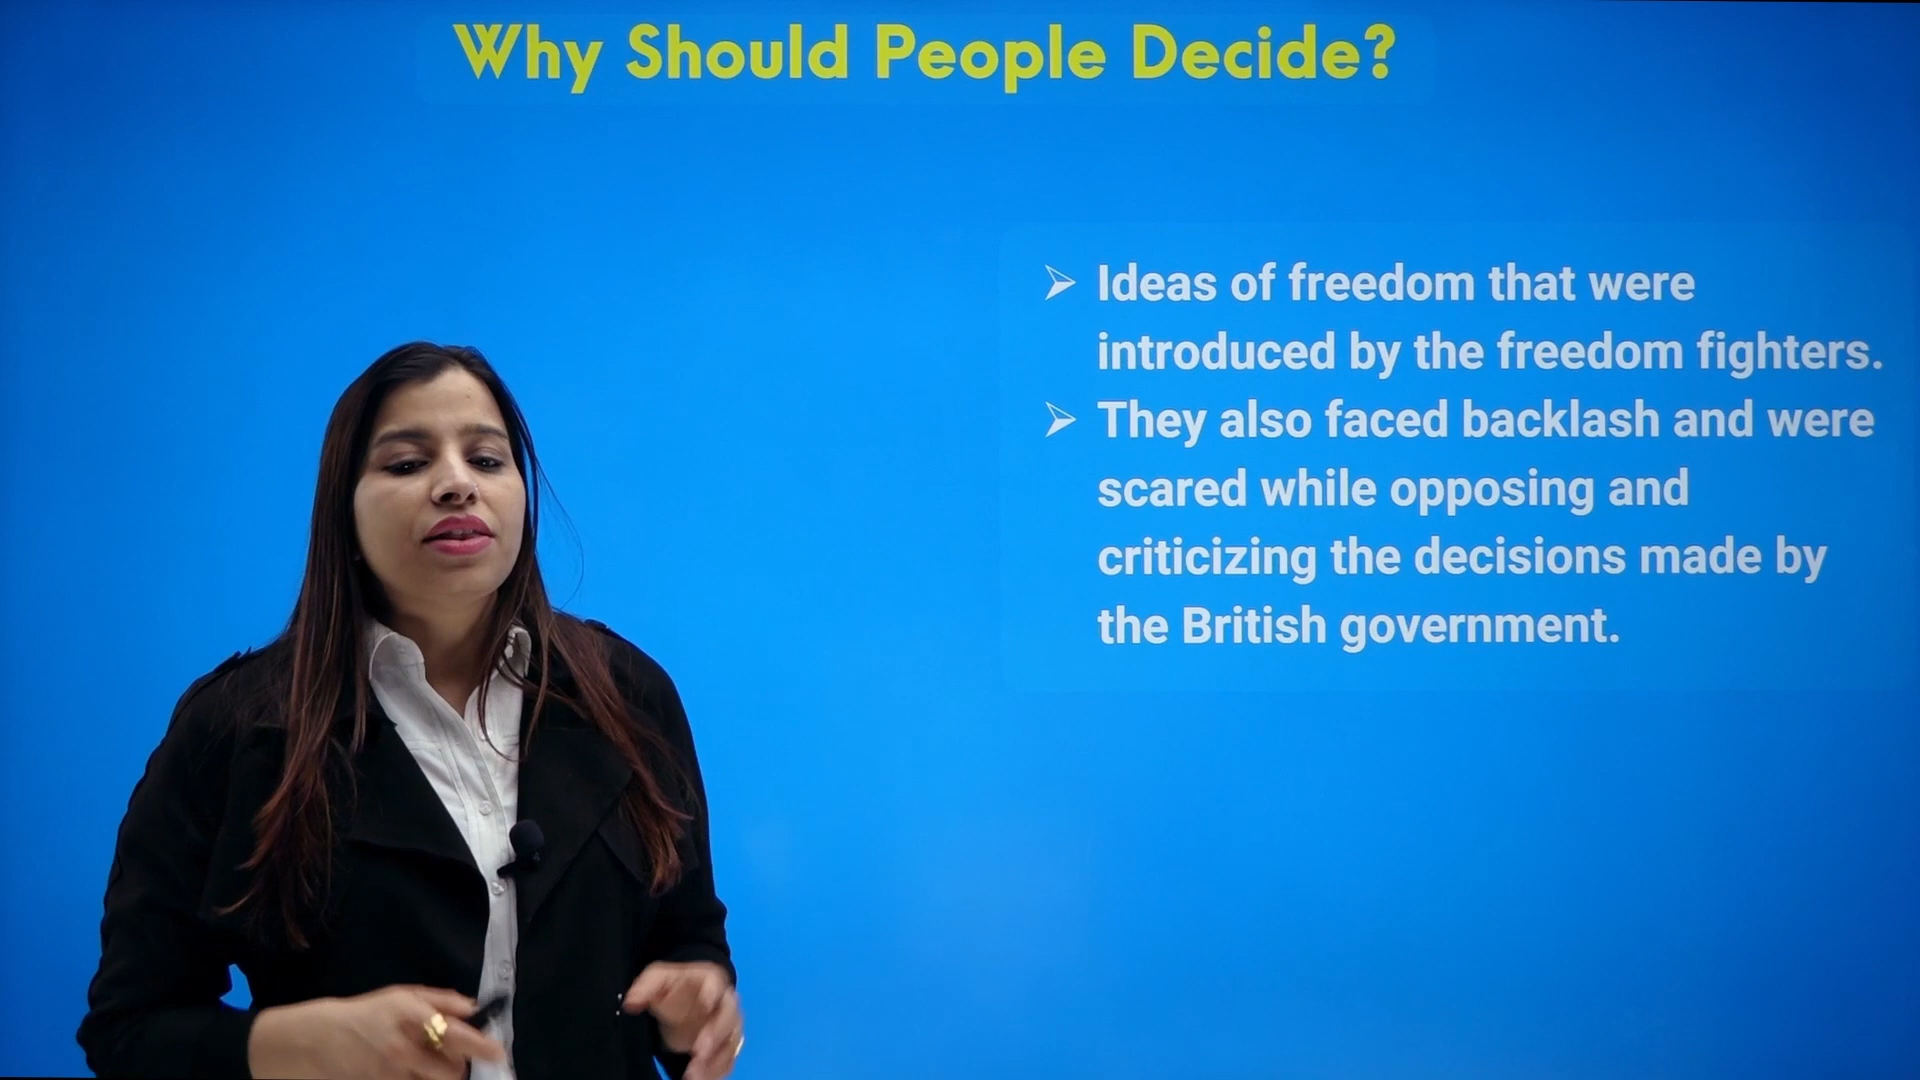 Why Should People Decide?
➢ Ideas of freedom that were
introduced by the freedom fighters.
➢ They also faced backlash and were
scared while opposing and
criticizing the decisions made by
the British government.